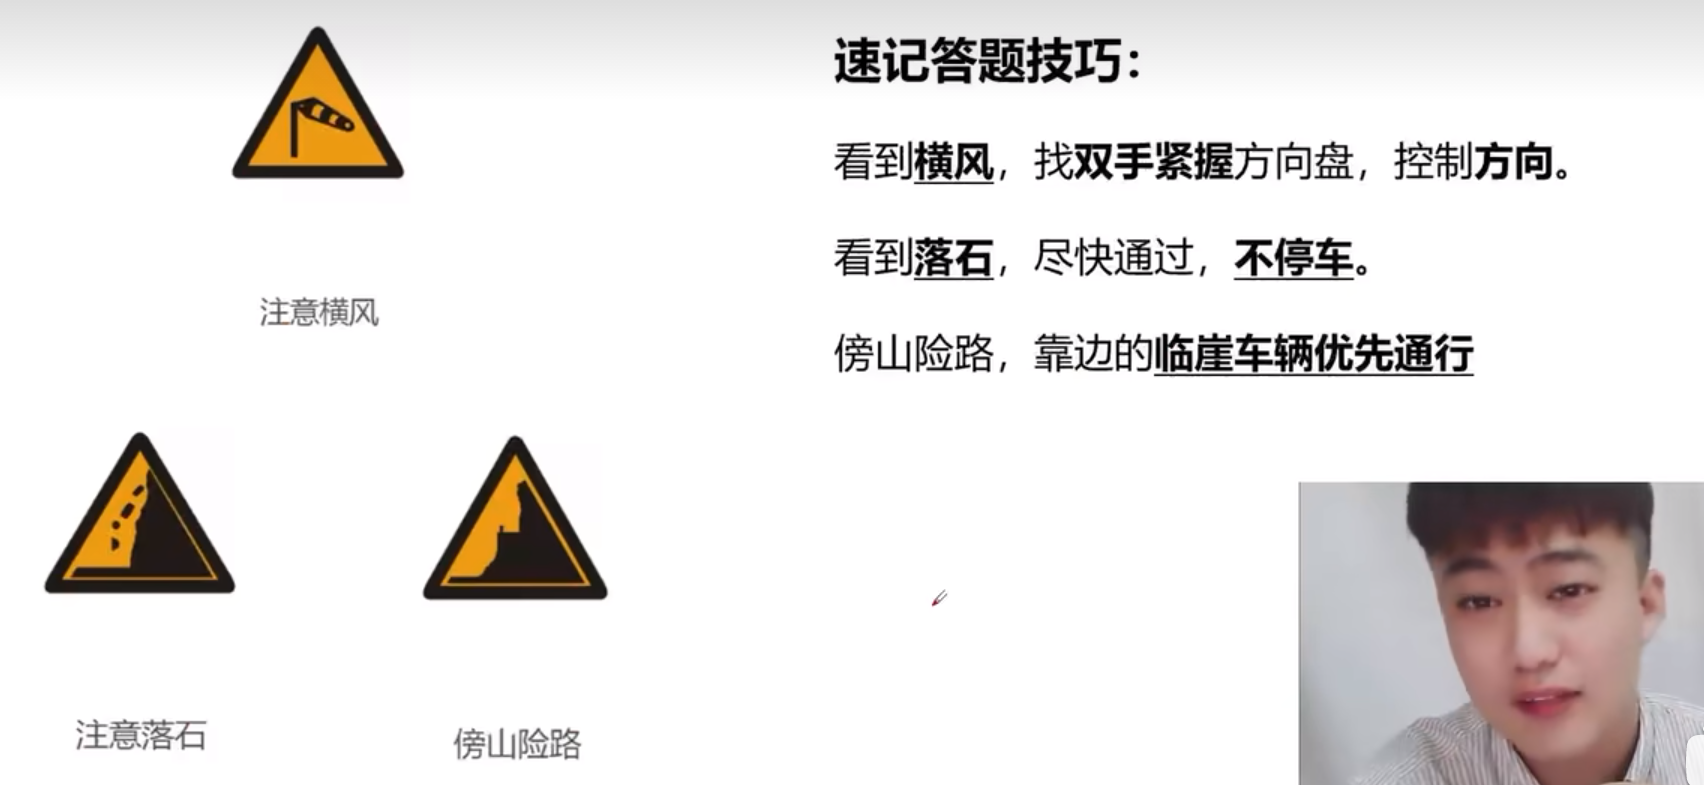 速记答题技巧：
看到横风，找双手紧握方向盘，控制方向。
看到落石，尽快通过，不停车。
傍山险路，靠边的临崖车辆优先通行
注意横风
注意落石
傍山险路